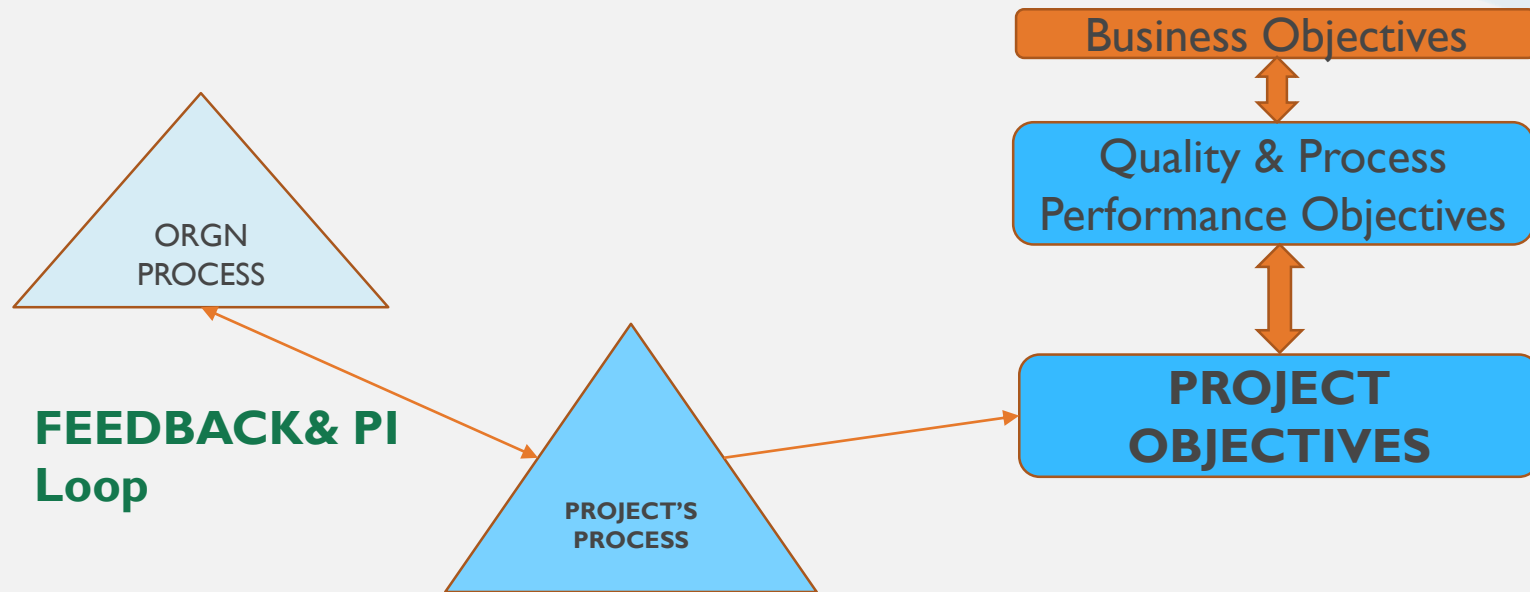 Business Objectives
Quality & Process
Performance Objectives
ORGN
PROCESS
PROJECT
OBJECTIVES
FEEDBACK& PI
Loop
PROJECT’S
PROCESS